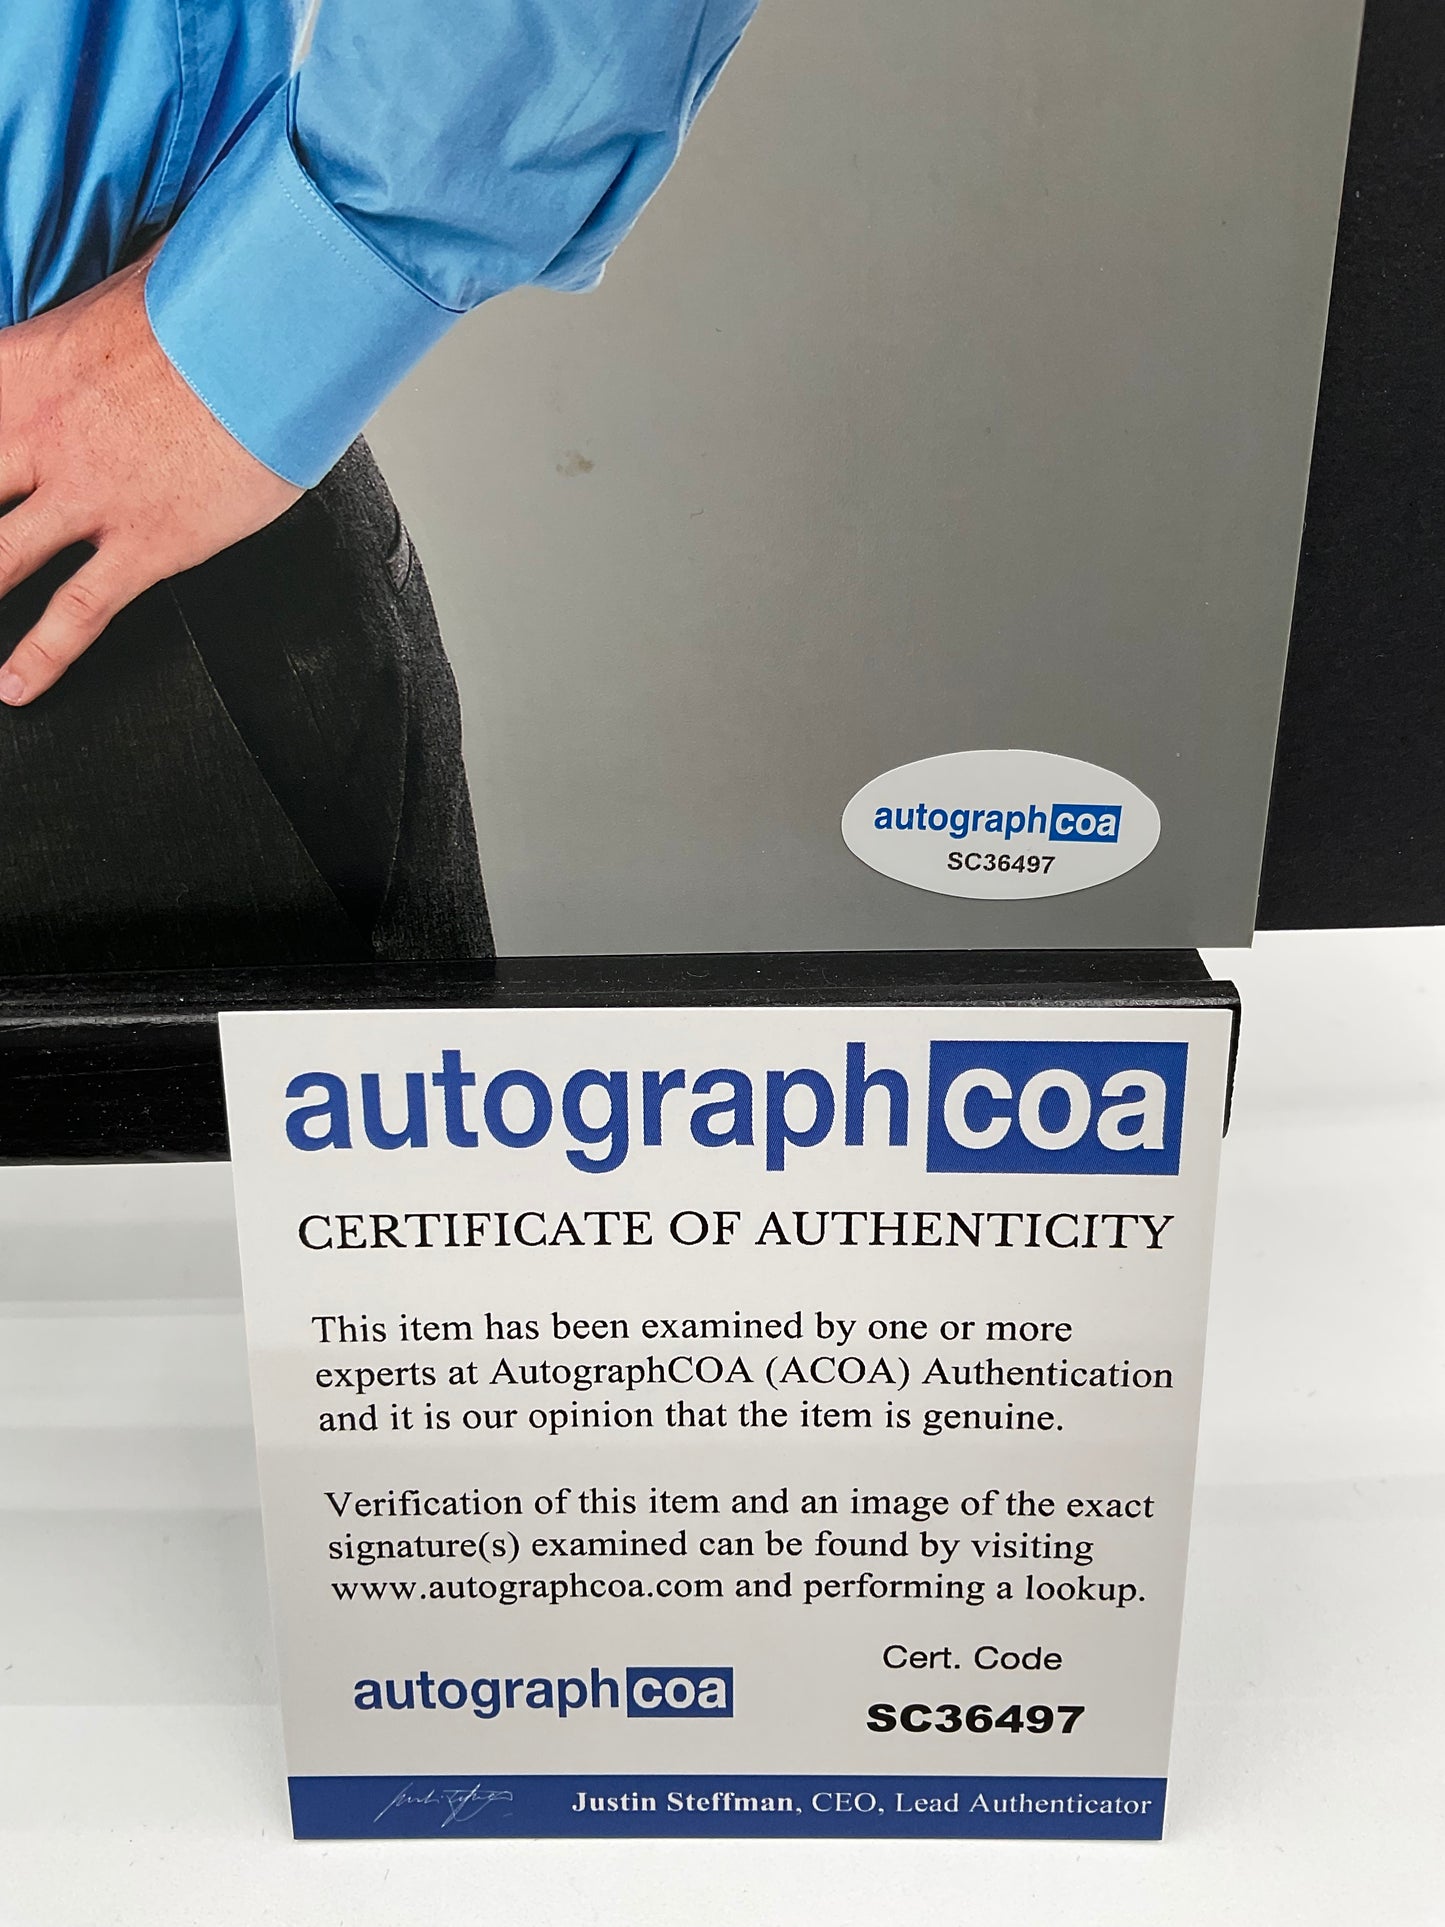 autographcoa
SC36497
autographcoa
CERTIFICATE OF AUTHENTICITY
This item has been examined by one or more
experts at AutographCOA (ACOA) Authentication
and it is our opinion that the item is genuine.
Verification of this item and an image of the exact
signature(s) examined can be found by visiting
www.autographcoa.com and performing a lookup.
Cert. Code
autographcoa
SC36497
Justin Steffman, CEO, Lead Authenticator